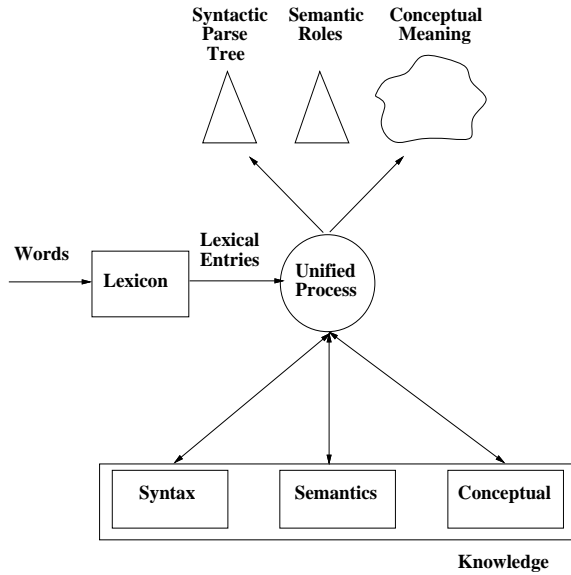 Syntactic
Parse
Tree
Semantic
Roles
Conceptual
Meaning
Words
Lexicon
Lexical
Entries
Unified
Process
Syntax
Semantics
Conceptual
Knowledge